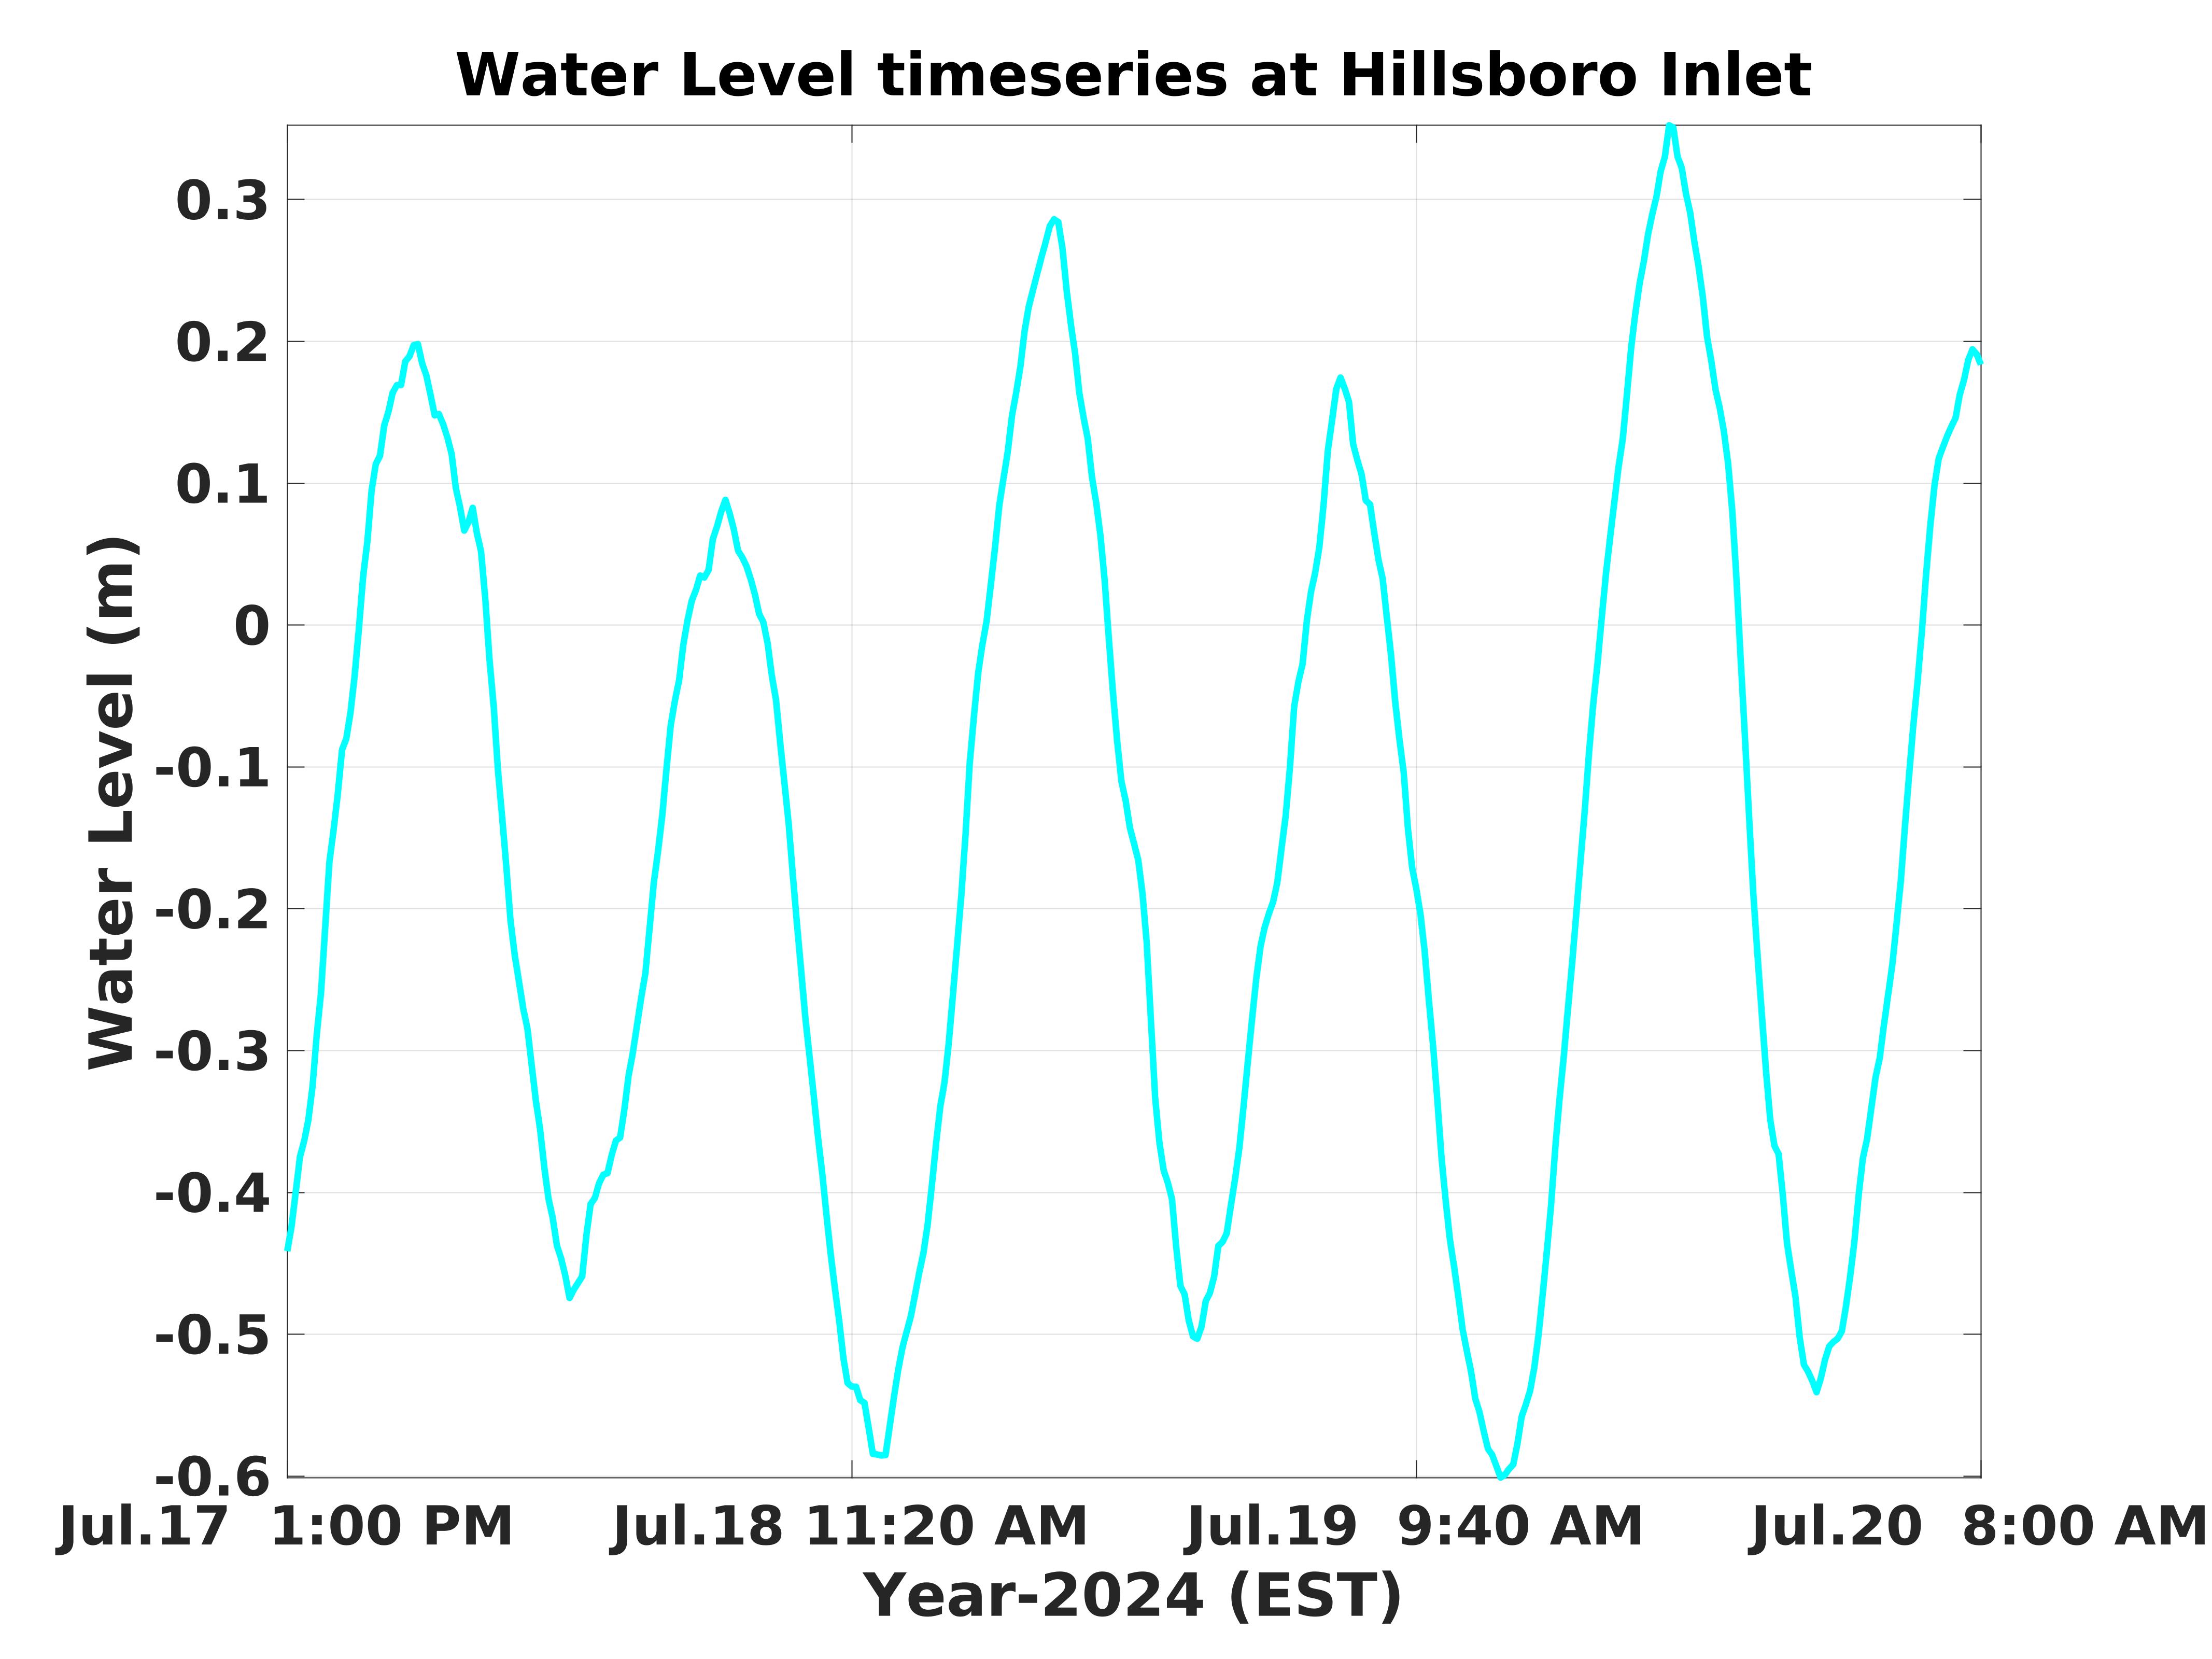 Water Level timeseries at Hillsboro Inlet
Water Level (m)
0.3
0.2
0.1
0
-0.1
-0.2
-0.3
-0.4
-0.5
-0.6
Jul.17 1:00 PM Jul.18 11:20 AM Jul.19 9:40 AM Jul.20 8:00 AM
Year-2024 (EST)